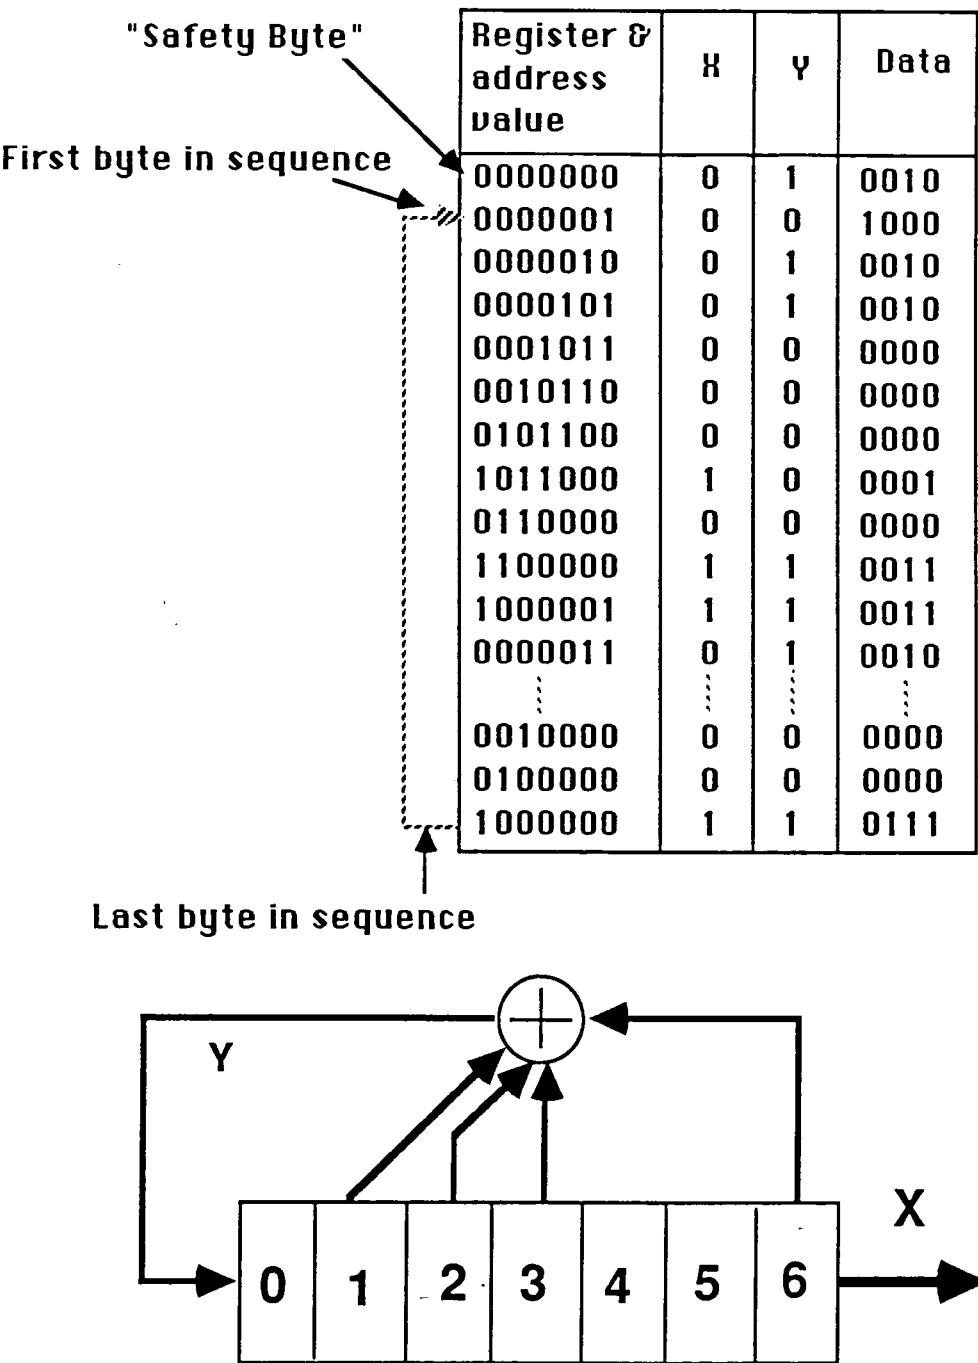 "Safety Byte"
First byte in sequence
Register & address value X Y Data
0000000 0 1 0010
0000001 0 0 1000
0000010 0 1 0010
0000101 0 1 0010
0001011 0 0 0000
0010110 0 0 0000
0101100 0 0 0000
1011000 1 0 0001
0110000 0 0 0000
1100000 1 1 0011
1000001 1 1 0011
0000011 0 1 0010
0010000 0 0 0000
0100000 0 0 0000
1000000 1 1 0111
Last byte in sequence
Y
X
0 1 2 3 4 5 6